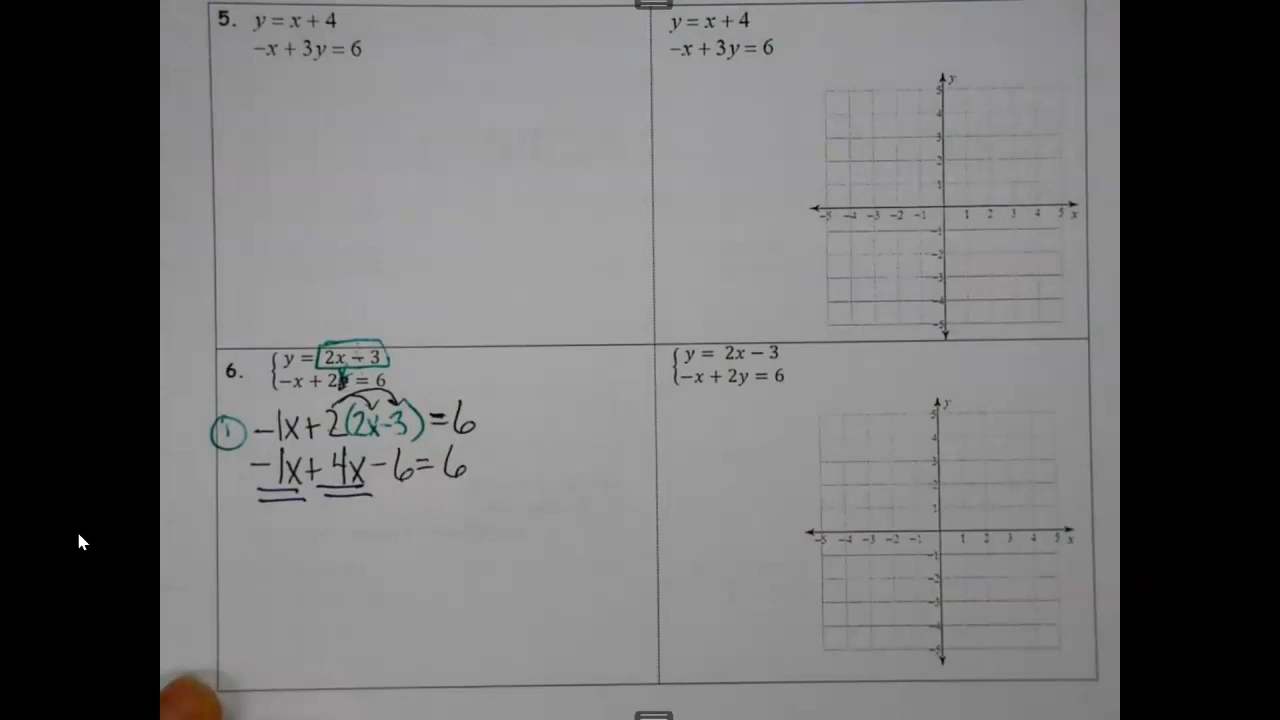 5. y = x + 4
-x + 3y = 6
y = x + 4
-x + 3y = 6
y
5
4
3
2
1
-5 -4 -3 -2 -1 1 2 3 4 5 x
-1
-2
-3
-4
-5
6. y = 2x - 3
-x + 2y = 6
1 -1x + 2(2x-3) = 6
-1x + 4x - 6 = 6
y = 2x - 3
-x + 2y = 6
y
5
4
3
2
1
-5 -4 -3 -2 -1 1 2 3 4 5 x
-1
-2
-3
-4
-5